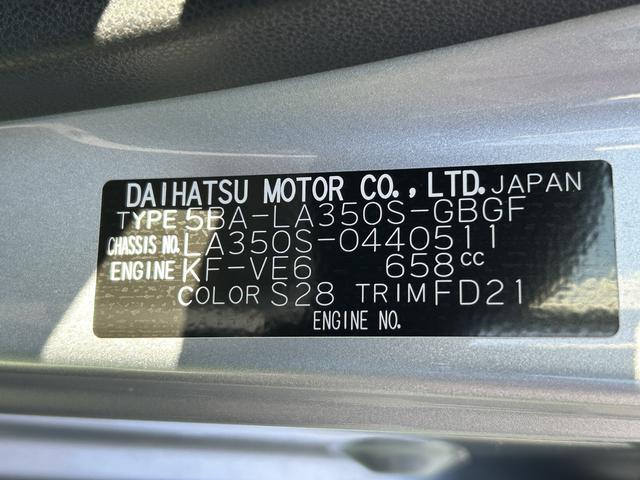 DAIHATSU MOTOR CO., LTD. JAPAN
TYPE 5BA-LA350S-GBGF
CHASSIS NO. LA350S-0440511
ENGINE KF-VE6 658cc
COLOR S28 TRIM FD21
ENGINE NO.